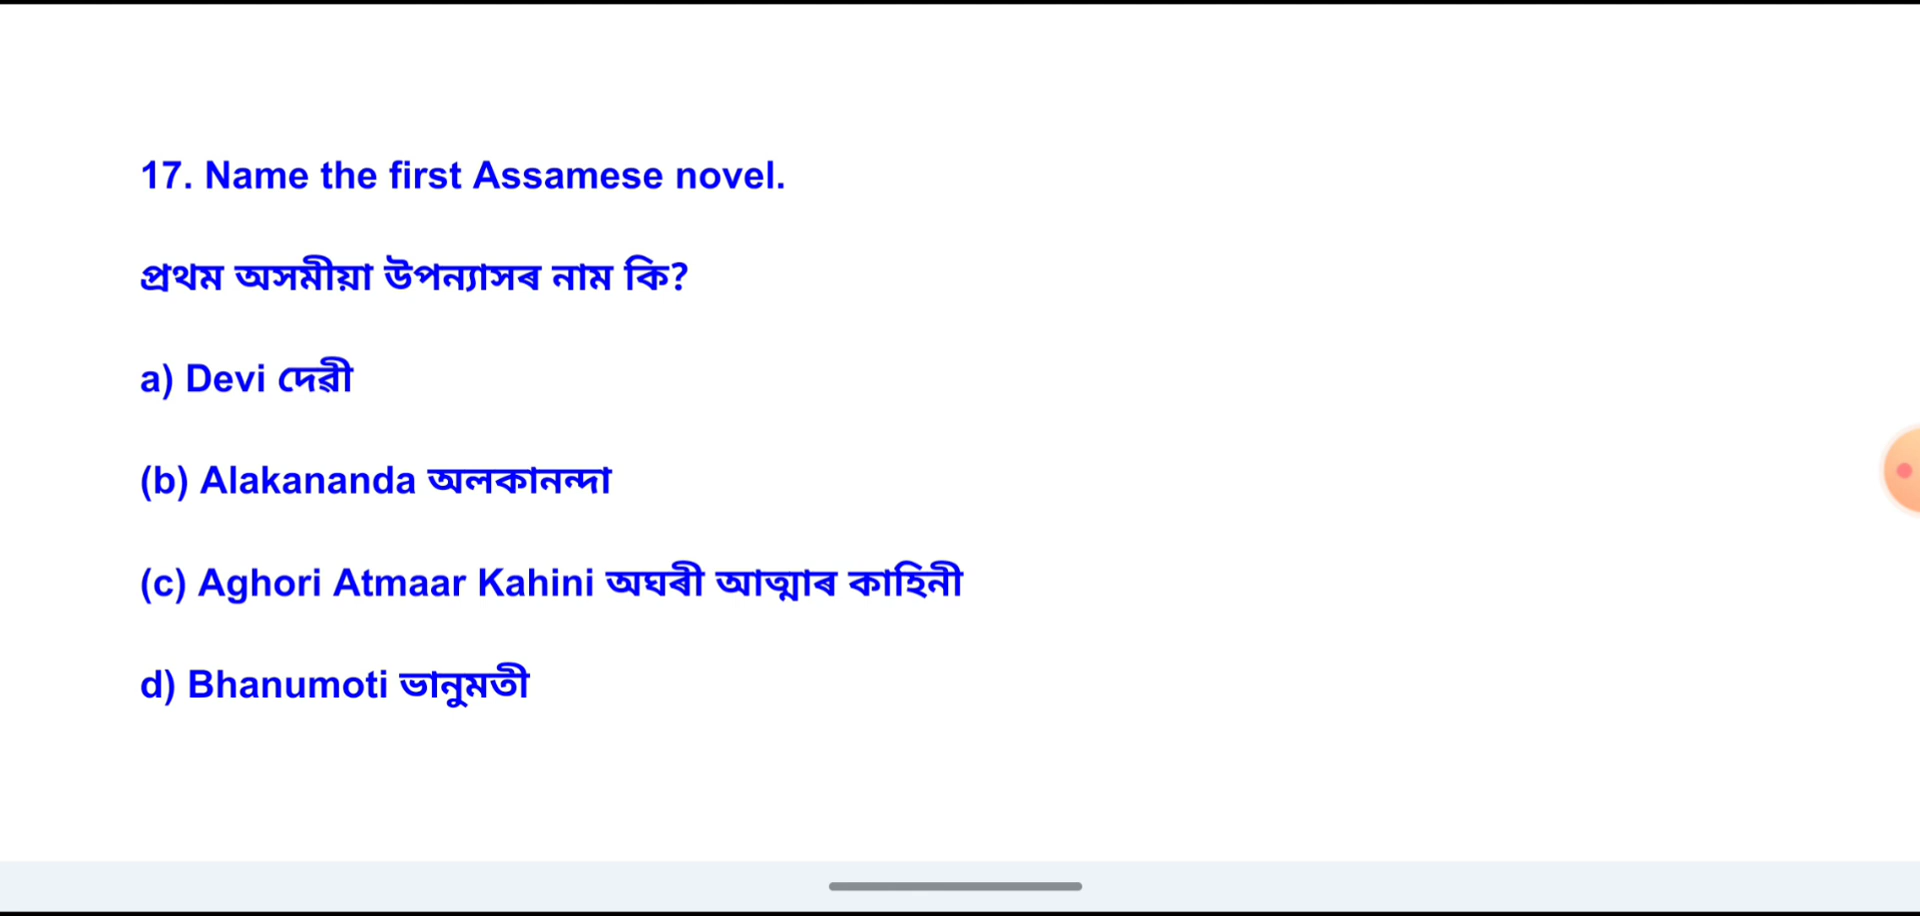 17. Name the first Assamese novel.
প্ৰথম অসমীয়া উপন্যাসৰ নাম কি?
a) Devi দেৱী
(b) Alakananda অলকানন্দা
(c) Aghori Atmaar Kahini অঘৰী আত্মাৰ কাহিনী
d) Bhanumoti ভানুমতী